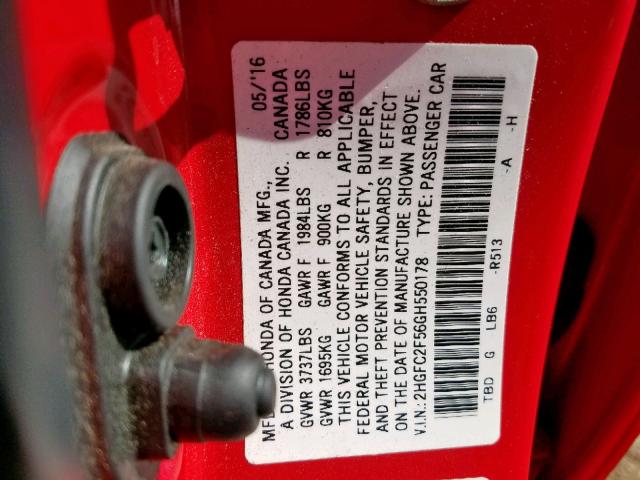 MFD HONDA OF CANADA MFG., 05/'16
A DIVISION OF HONDA CANADA INC. CANADA
GVWR 3737LBS GAWR F 1984LBS R 1786LBS
GVWR 1695KG GAWR F 900KG R 810KG
THIS VEHICLE CONFORMS TO ALL APPLICABLE
FEDERAL MOTOR VEHICLE SAFETY, BUMPER,
AND THEFT PREVENTION STANDARDS IN EFFECT
ON THE DATE OF MANUFACTURE SHOWN ABOVE.
V.I.N.: 2HGFC2F56GH550178 TYPE: PASSENGER CAR
-A -H
TBD G LB6 -R513